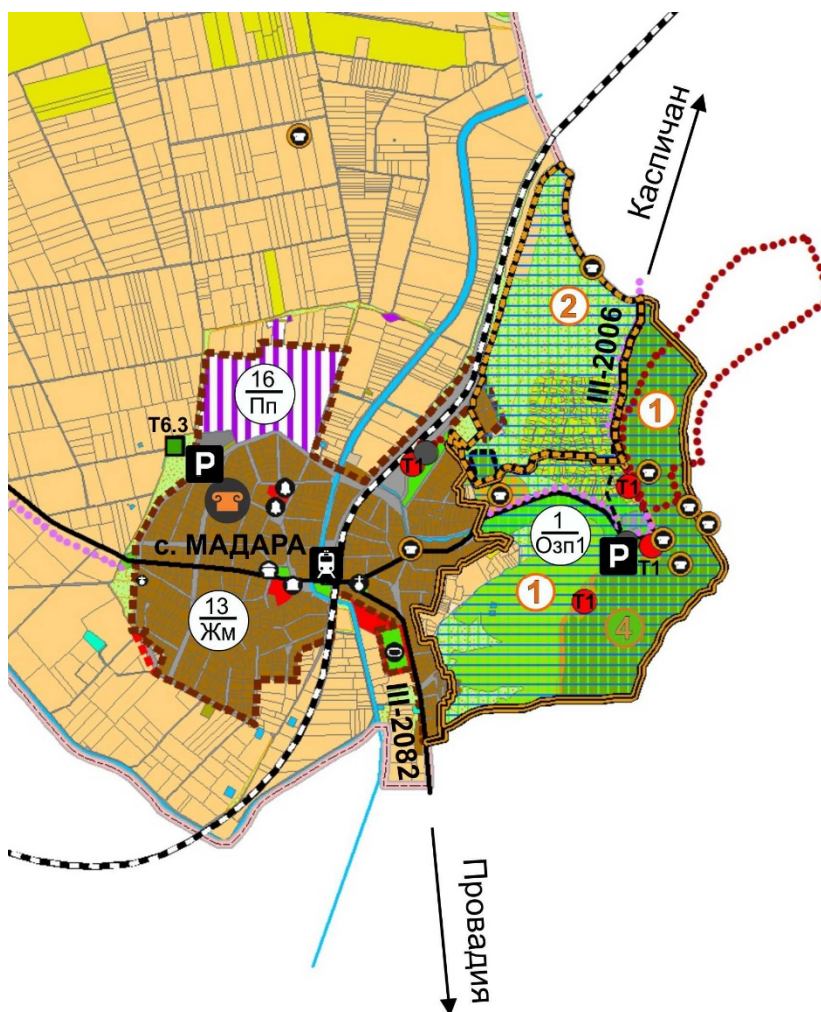 Каспичан
2
III-2006
1
16
Пп
Т6.3
P
Т1
Т1
с. МАДАРА
1
Озп1
P
Т1
1
Т1
4
13
Жм
III-2082
Провадия